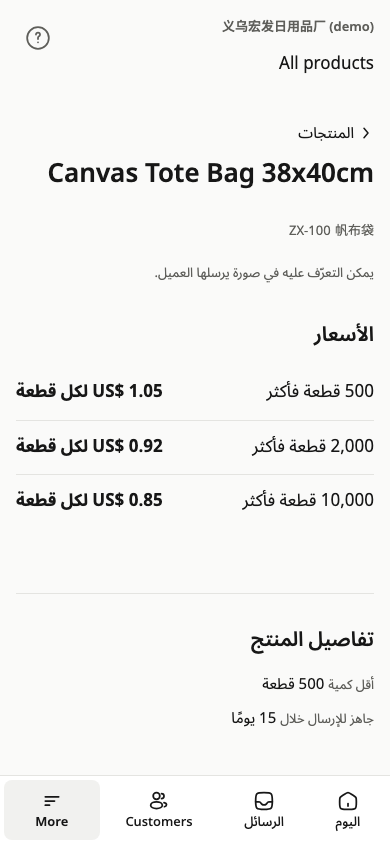 义乌宏发日用品厂 (demo)
All products
المنتجات
Canvas Tote Bag 38x40cm
ZX-100 帆布袋
يمكن التعرّف عليه في صورة يرسلها العميل.
الأسعار
500 قطعة فأكثر US$ 1.05 لكل قطعة
2,000 قطعة فأكثر US$ 0.92 لكل قطعة
10,000 قطعة فأكثر US$ 0.85 لكل قطعة
تفاصيل المنتج
أقل كمية 500 قطعة
جاهز للإرسال خلال 15 يومًا
اليوم الرسائل Customers More